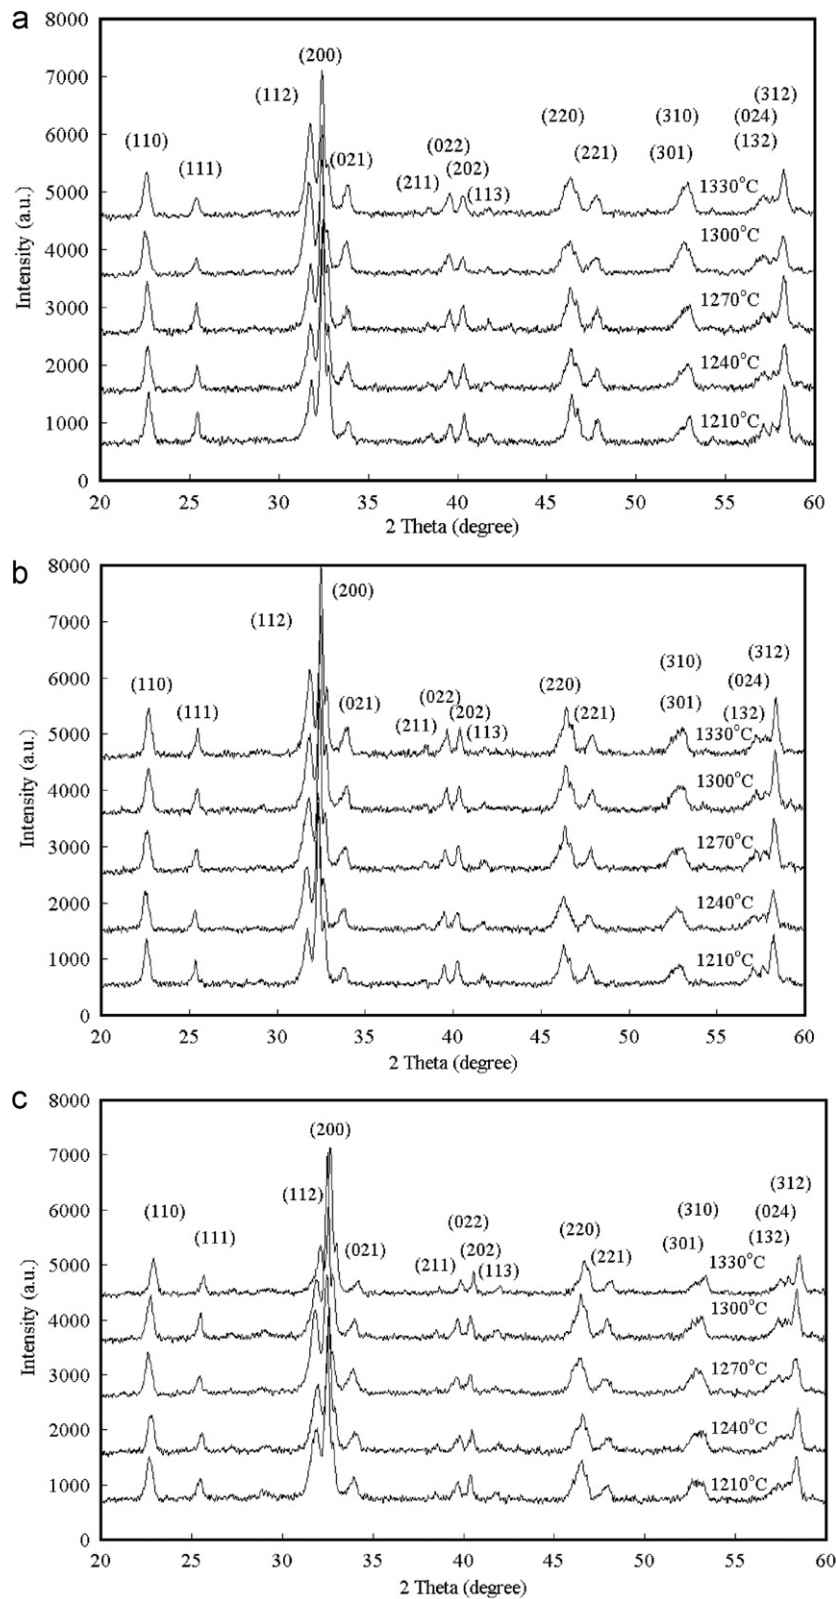 a
8000
(200)
7000
(112)
(312)
(220)
(310)
(024)
6000
(110)
(022)
(132)
(021)
(202)
(221)
(301)
(111)
(211)
(113)
1330°C
5000
1300°C
4000
1270°C
3000
1240°C
2000
1210°C
1000
0
Intensity (a.u.)
20 25 30 35 40 45 50 55 60
2 Theta (degree)
b
8000
(200)
7000
(112)
(310)
(312)
6000
(110)
(220)
(024)
(111)
(021)
(022)
(301)
(202)
(221)
(132)
(211)
(113)
1330°C
5000
1300°C
4000
1270°C
3000
1240°C
2000
1210°C
1000
0
Intensity (a.u.)
20 25 30 35 40 45 50 55 60
2 Theta (degree)
c
8000
(200)
7000
(112)
(312)
(110)
(022)
(310)
(024)
6000
(111)
(021)
(202)
(220)
(301)
(132)
(211)
(113)
(221)
1330°C
5000
1300°C
4000
1270°C
3000
1240°C
2000
1210°C
1000
0
Intensity (a.u.)
20 25 30 35 40 45 50 55 60
2 Theta (degree)